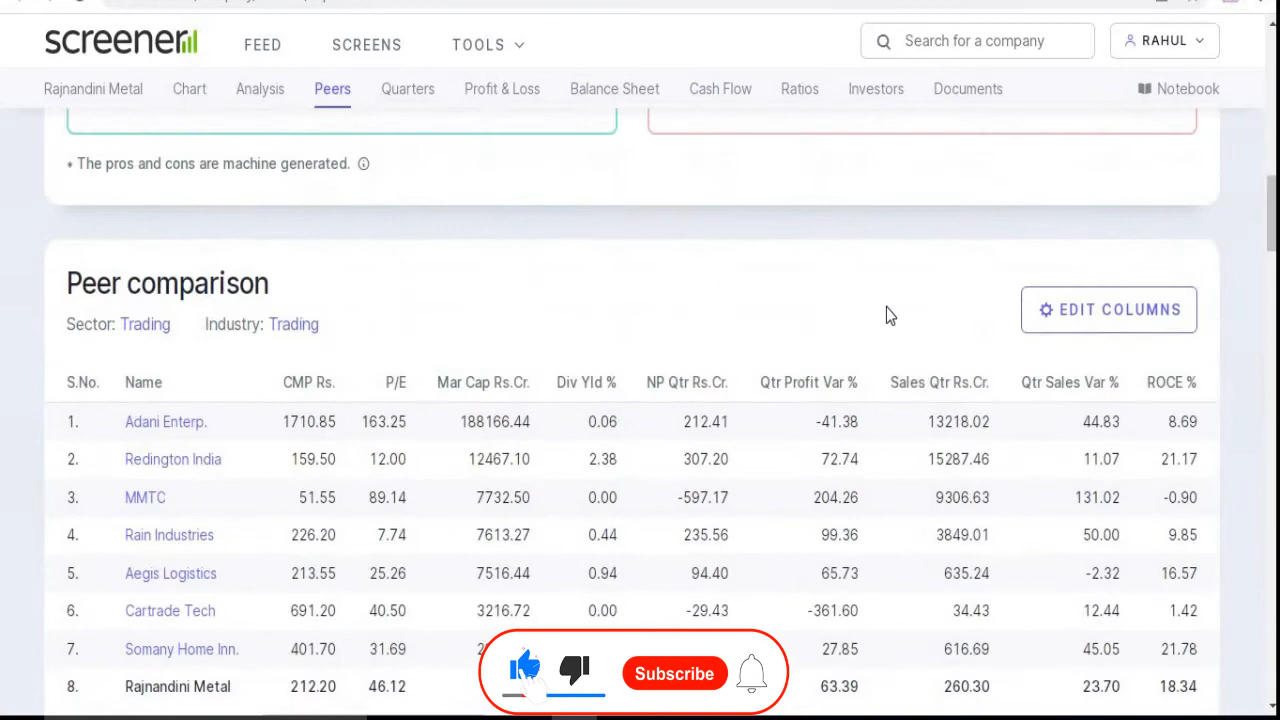 screener FEED SCREENS TOOLS Search for a company RAHUL
Rajnandini Metal Chart Analysis Peers Quarters Profit & Loss Balance Sheet Cash Flow Ratios Investors Documents Notebook
* The pros and cons are machine generated.
Peer comparison
Sector: Trading Industry: Trading
EDIT COLUMNS
S.No. Name CMP Rs. P/E Mar Cap Rs.Cr. Div Yld % NP Qtr Rs.Cr. Qtr Profit Var % Sales Qtr Rs.Cr. Qtr Sales Var % ROCE %
1. Adani Enterp. 1710.85 163.25 188166.44 0.06 212.41 -41.38 13218.02 44.83 8.69
2. Redington India 159.50 12.00 12467.10 2.38 307.20 72.74 15287.46 11.07 21.17
3. MMTC 51.55 89.14 7732.50 0.00 -597.17 204.26 9306.63 131.02 -0.90
4. Rain Industries 226.20 7.74 7613.27 0.44 235.56 99.36 3849.01 50.00 9.85
5. Aegis Logistics 213.55 25.26 7516.44 0.94 94.40 65.73 635.24 -2.32 16.57
6. Cartrade Tech 691.20 40.50 3216.72 0.00 -29.43 -361.60 34.43 12.44 1.42
7. Somany Home Inn. 401.70 31.69 27.85 616.69 45.05 21.78
8. Rajnandini Metal 212.20 46.12 63.39 260.30 23.70 18.34
Subscribe